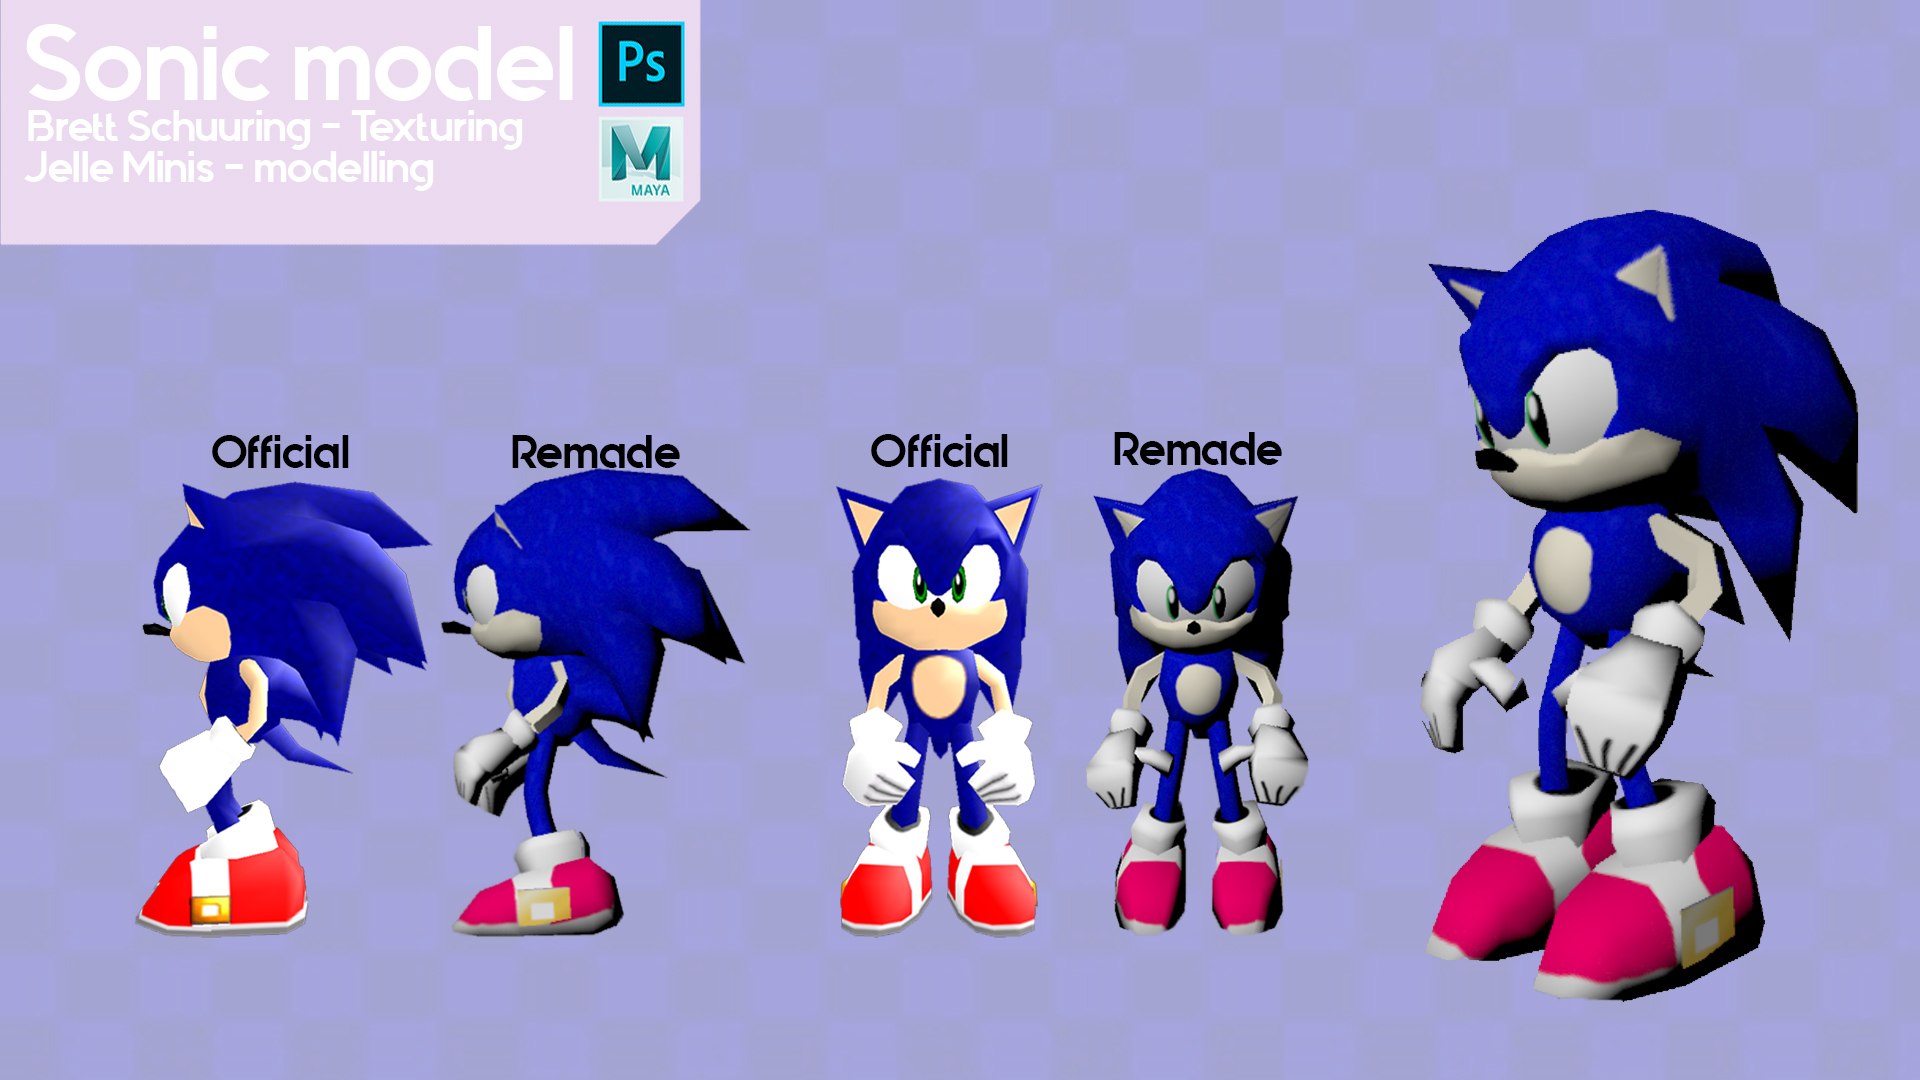 Sonic model
Brett Schuuring - Texturing
Jelle Minis - modelling
Ps
M
MAYA
Official
Remade
Official
Remade